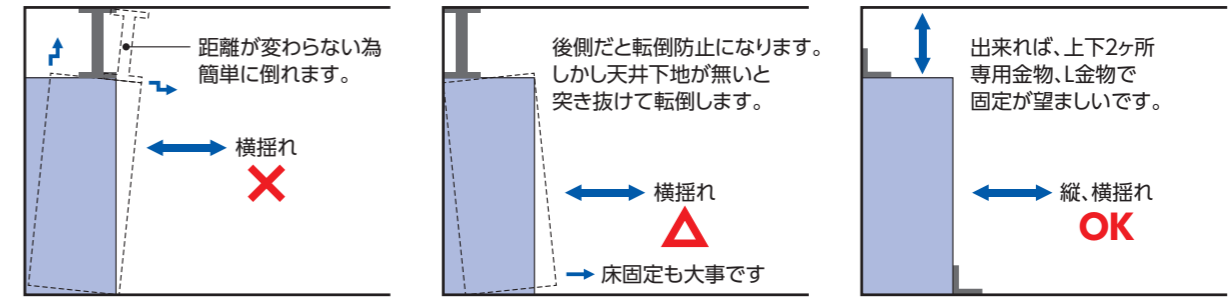 距離が変わらない為
簡単に倒れます。
横揺れ
後側だと転倒防止になります。
しかし天井下地が無いと
突き抜けて転倒します。
横揺れ
床固定も大事です
出来れば、上下2ヶ所
専用金物、L金物で
固定が望ましいです。
縦、横揺れ
OK